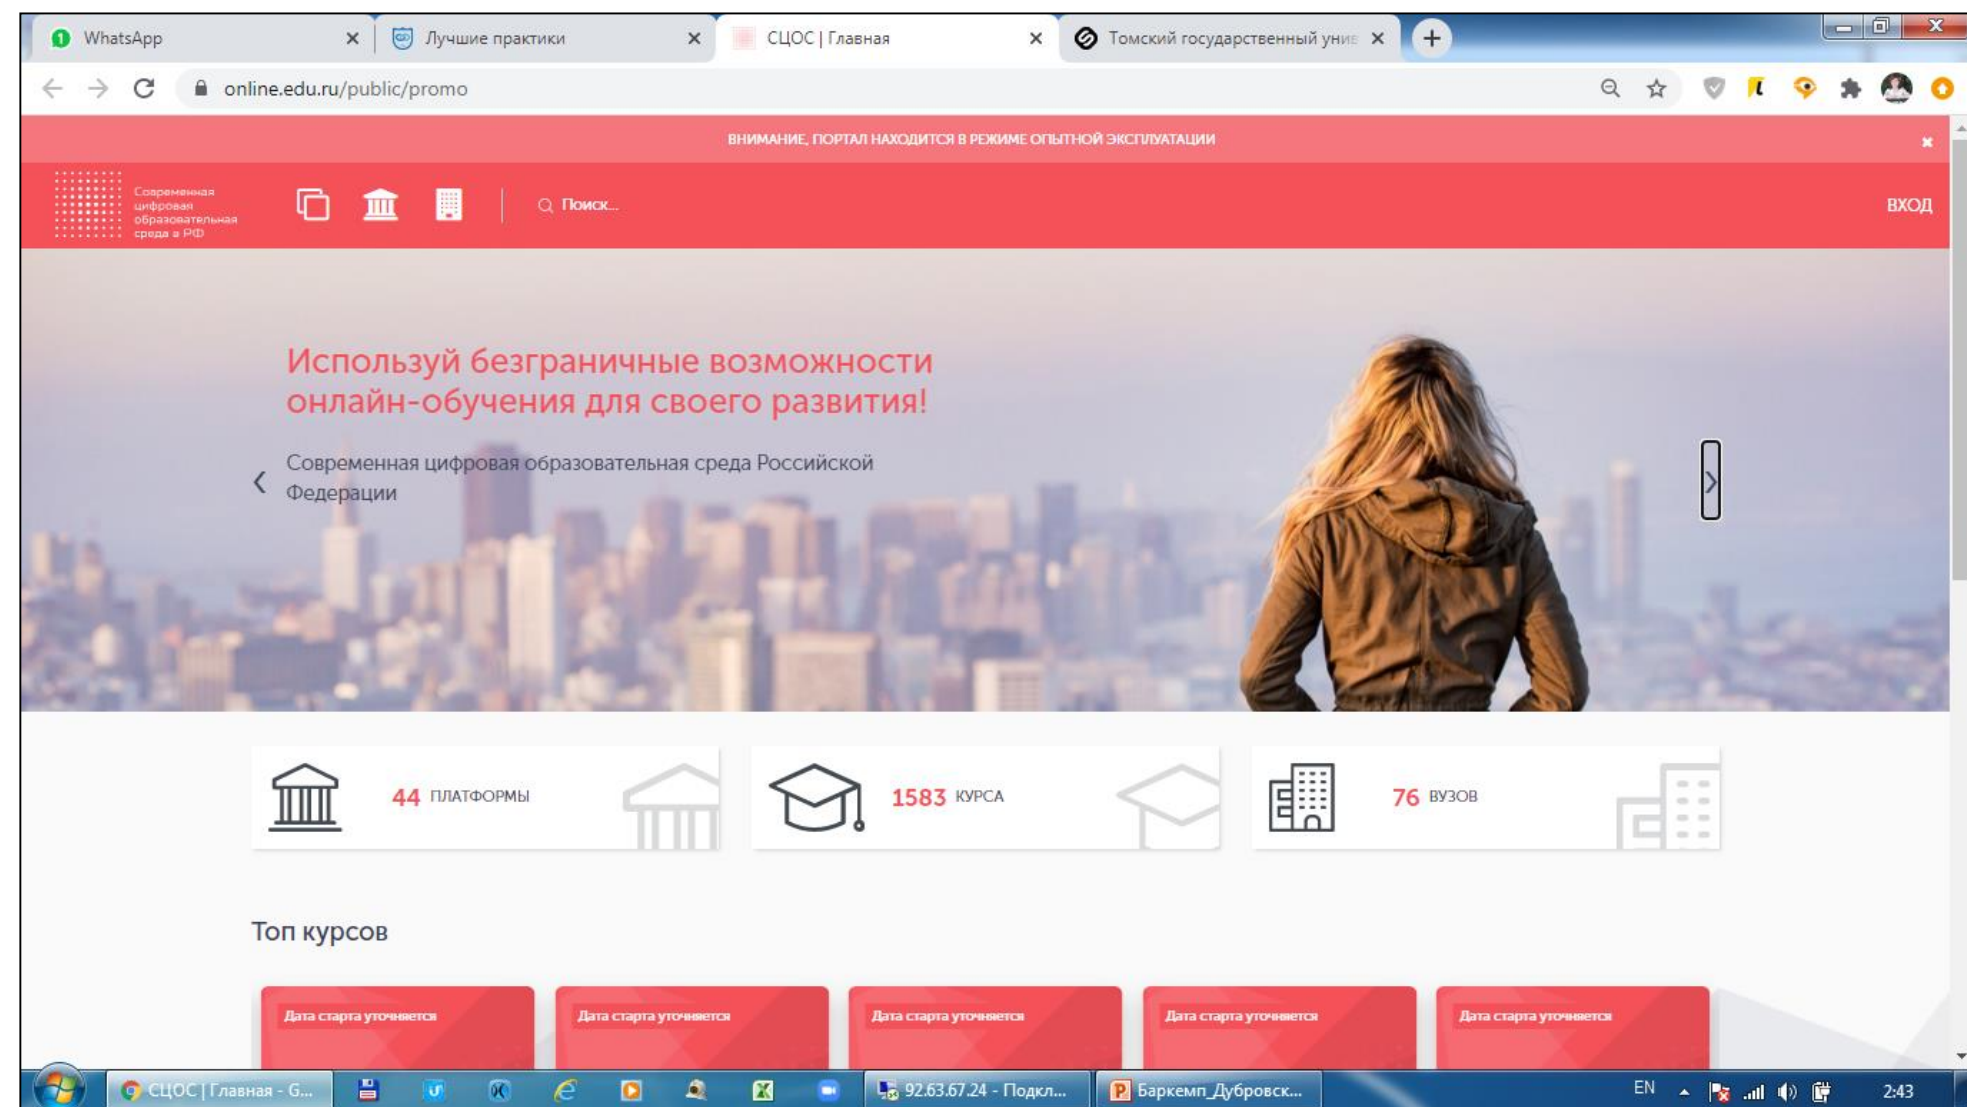 WhatsApp
Лучшие практики
СЦОС | Главная
Томский государственный унив
online.edu.ru/public/promo
ВНИМАНИЕ, ПОРТАЛ НАХОДИТСЯ В РЕЖИМЕ ОПЫТНОЙ ЭКСПЛУАТАЦИИ
Современная
цифровая
образовательная
среда в РФ
Поиск...
ВХОД
Используй безграничные возможности
онлайн-обучения для своего развития!
Современная цифровая образовательная среда Российской
Федерации
44 ПЛАТФОРМЫ
1583 КУРСА
76 ВУЗОВ
Топ курсов
Дата старта уточняется
Дата старта уточняется
Дата старта уточняется
Дата старта уточняется
Дата старта уточняется
СЦОС | Главная - G...
92.63.67.24 - Подкл...
Баркемп_Дубровск...
EN
2:43